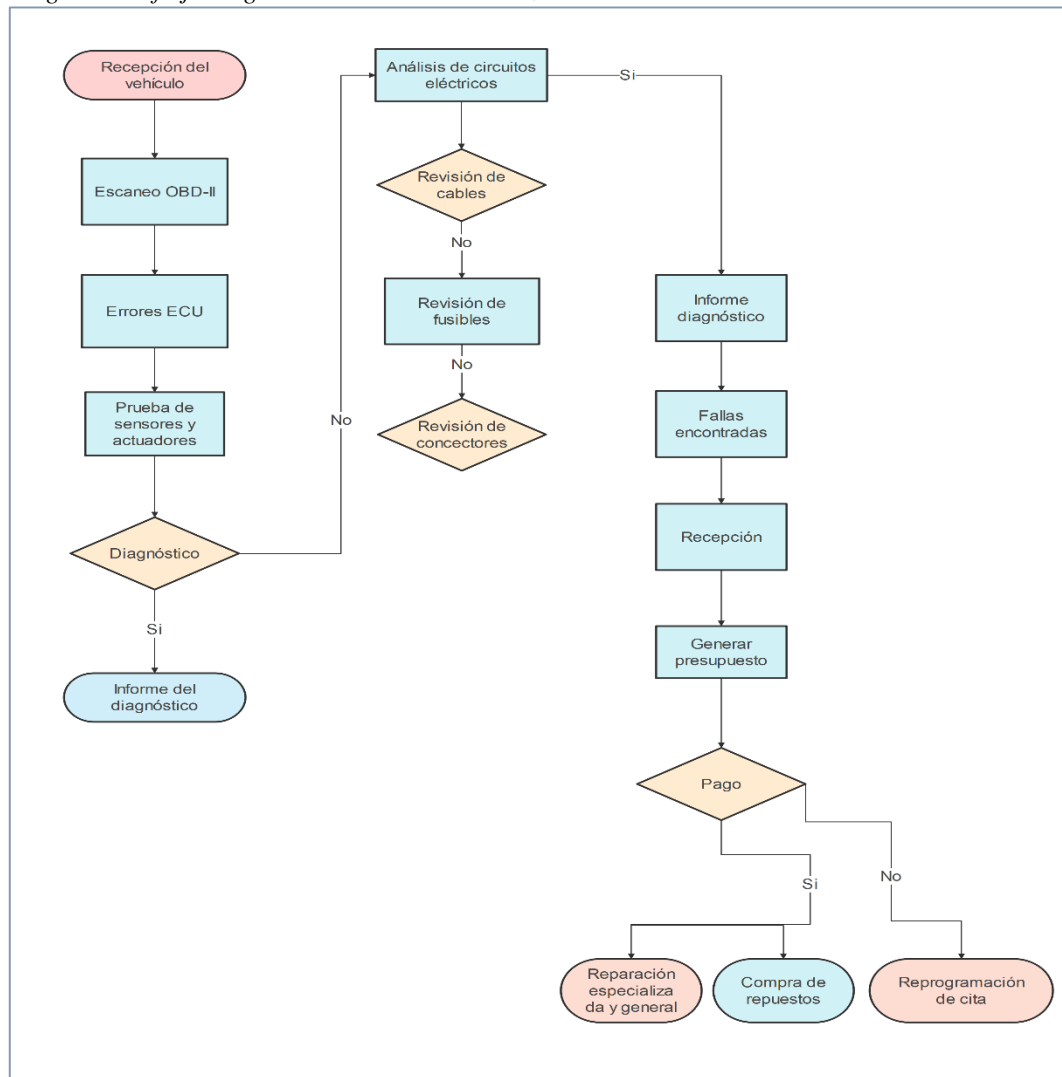 Recepción del
vehículo
Escaneo OBD-II
Errores ECU
Prueba de
sensores y
actuadores
Diagnóstico
Si
Informe del
diagnóstico
No
Análisis de circuitos
eléctricos
Revisión de
cables
No
Revisión de
fusibles
No
Revisión de
concectores
Si
Informe
diagnóstico
Fallas
encontradas
Recepción
Generar
presupuesto
Pago
Si
No
Reparación
especializa
da y general
Compra de
repuestos
Reprogramación
de cita